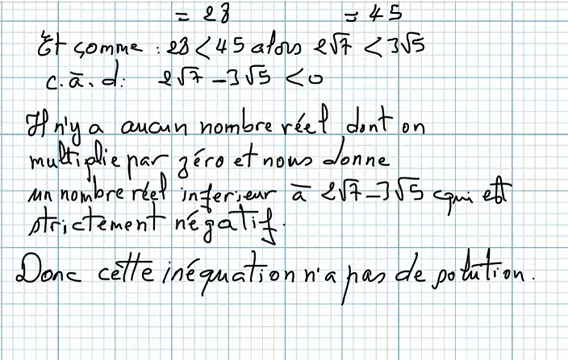 = 28 = 45
Et comme : 28 < 45 alors 2√7 < 3√5
c.à.d: 2√7 - 3√5 < 0
Il n'y a aucun nombre réel dont on
multiplie par zéro et nous donne
un nombre réel inferieur à 2√7 - 3√5 qui est
strictement négatif.
Donc cette inéquation n'a pas de solution.